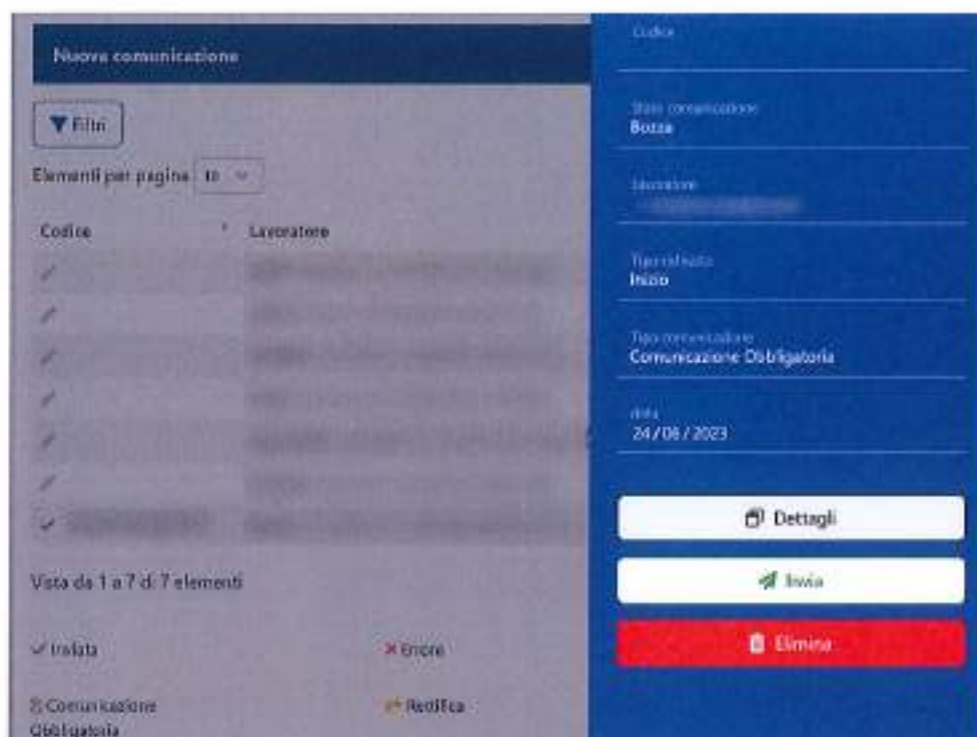 Nuova comunicazione
Filtri
Elementi per pagina 10
Codice Lavoratore
Vista da 1 a 7 di 7 elementi
Inviata Errore
Comunicazione Rettifica
Obbligatoria
Codice
Stato comunicazione
Bozza
lavoratore
Tipo richiesta
Inizio
Tipo comunicazione
Comunicazione Obbligatoria
data
24/08/2023
Dettagli
Invia
Elimina